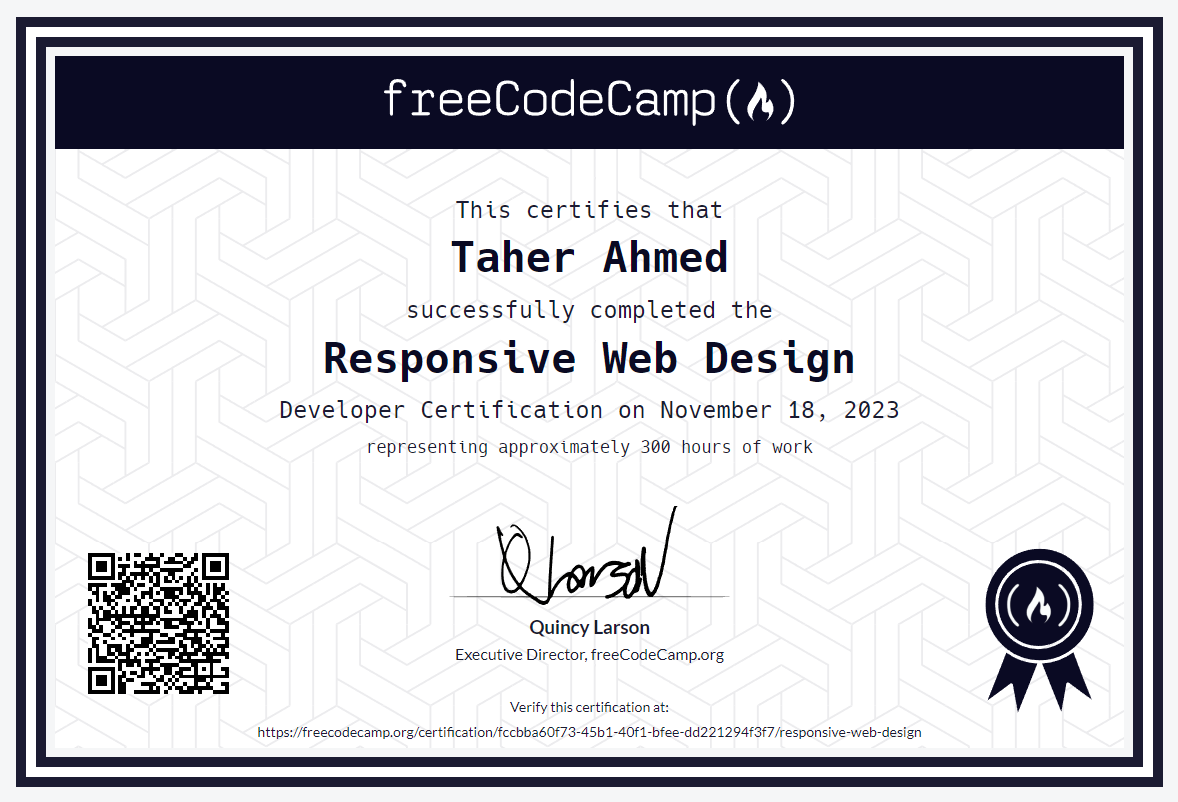 freeCodeCamp
This certifies that
Taher Ahmed
successfully completed the
Responsive Web Design
Developer Certification on November 18, 2023
representing approximately 300 hours of work
Q Larson
Quincy Larson
Executive Director, freeCodeCamp.org
Verify this certification at:
https://freecodecamp.org/certification/fccbba60f73-45b1-40f1-bfee-dd221294f3f7/responsive-web-design